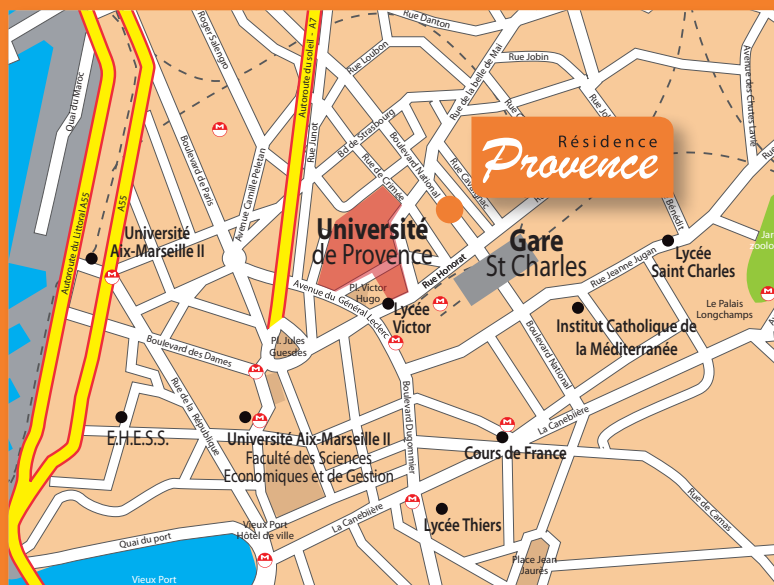 Rue Danton
Roger Salengro
Autoroute du soleil - A7
Rue Loubon
Rue de la belle de Mai
Rue Jobin
Avenue des Chutes Lavie
Quai du Maroc
Boulevard de Paris
Rue Junot
Bd de Strasbourg
Boulevard National
Résidence
Provence
Rue de Crimée
Rue Cavaignac
Avenue Camille Peletan
Autoroute du Littoral A55
A55
Université
Aix-Marseille II
Université
de Provence
Gare
St Charles
Rue Honorat
Bénédit
Lycée
Saint Charles
Rue Jeanne Jugan
Pl. Victor
Hugo
Lycée
Victor
Avenue du Général Leclerc
Le Palais
Longchamps
Institut Catholique de
la Méditerranée
Boulevard National
Pl. Jules
Guesdes
Boulevard des Dames
Rue de la République
Boulevard Dugommier
La Canebière
E.H.E.S.S.
Université Aix-Marseille II
Faculté des Sciences
Economiques et de Gestion
Cours de France
Rue de Camas
Vieux Port
Hôtel de ville
La Canebière
Lycée Thiers
Quai du port
Place Jean
Jaurès
Vieux Port
M
M
M
M
M
M
M
M
M
M